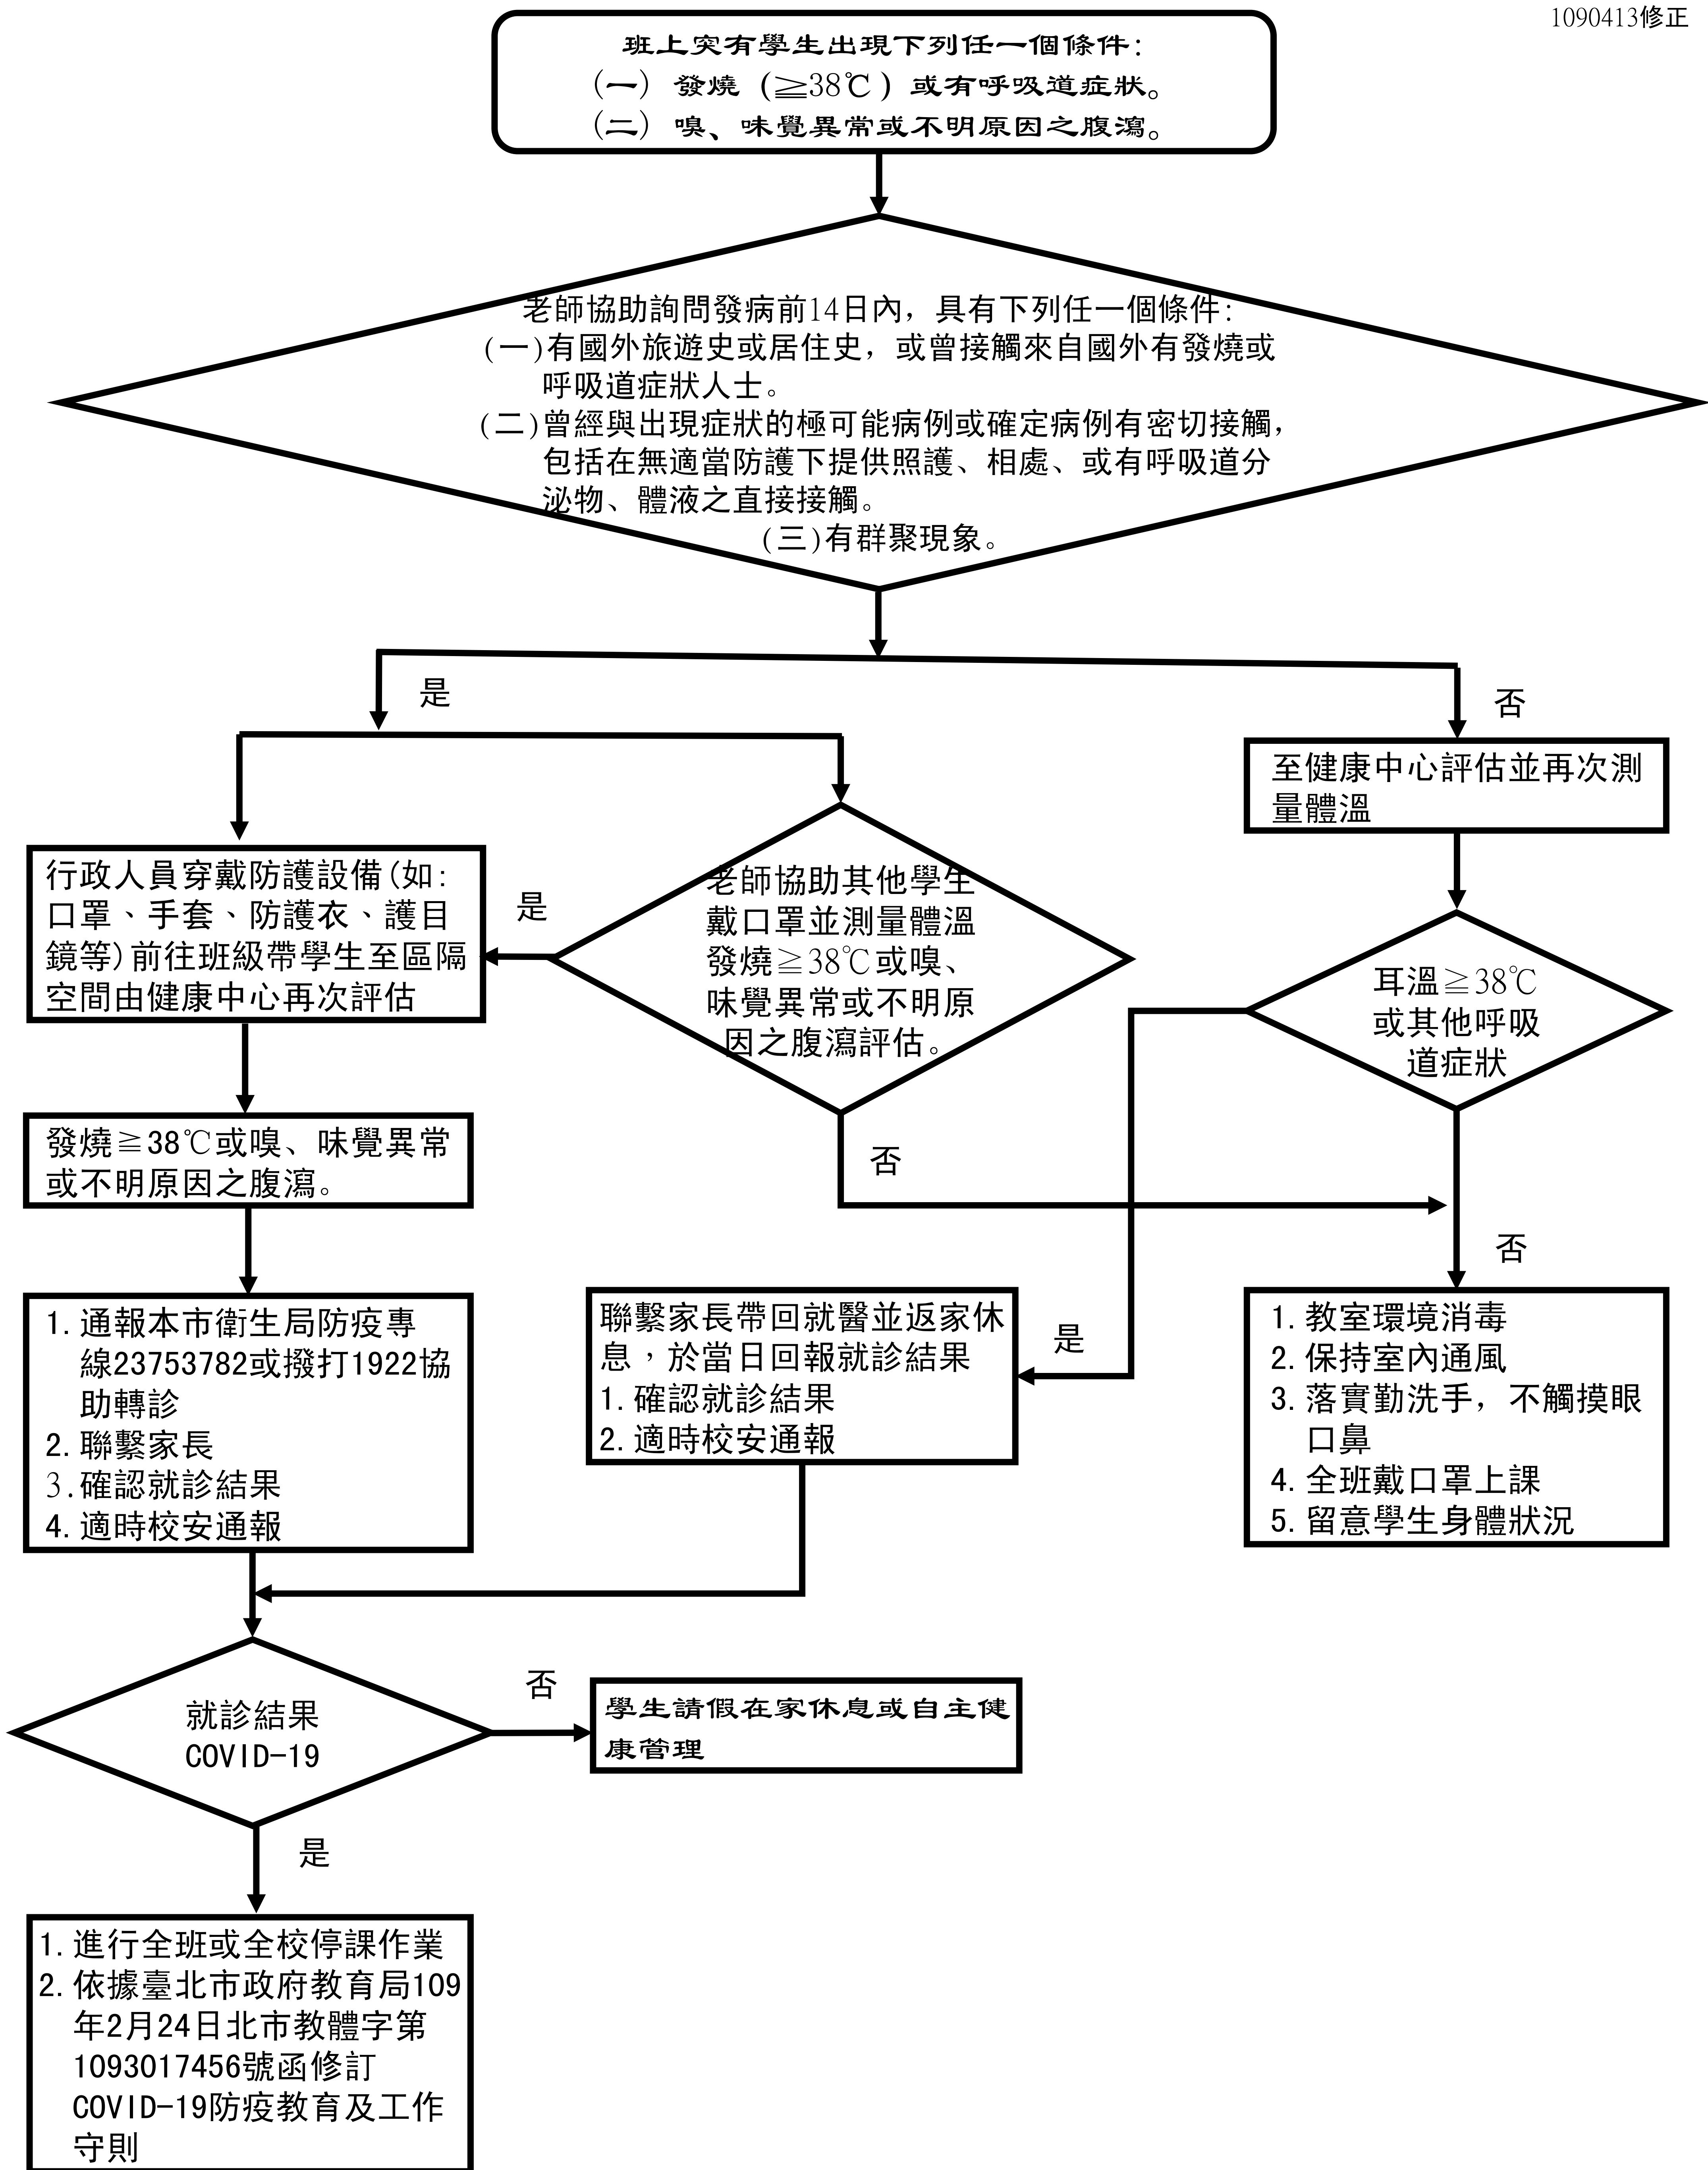 1090413修正
班上突有學生出現下列任一個條件：
（一） 發燒（≧38℃）或有呼吸道症狀。
（二） 嗅、味覺異常或不明原因之腹瀉。
老師協助詢問發病前14日內，具有下列任一個條件：
(一)有國外旅遊史或居住史，或曾接觸來自國外有發燒或
呼吸道症狀人士。
(二)曾經與出現症狀的極可能病例或確定病例有密切接觸，
包括在無適當防護下提供照護、相處、或有呼吸道分
泌物、體液之直接接觸。
(三)有群聚現象。
是
否
至健康中心評估並再次測
量體溫
行政人員穿戴防護設備(如：
口罩、手套、防護衣、護目
鏡等)前往班級帶學生至區隔
空間由健康中心再次評估
是
老師協助其他學生
戴口罩並測量體溫
發燒≧38℃或嗅、
味覺異常或不明原
因之腹瀉評估。
耳溫≧38℃
或其他呼吸
道症狀
發燒≧38℃或嗅、味覺異常
或不明原因之腹瀉。
否
否
1. 通報本市衛生局防疫專
線23753782或撥打1922協
助轉診
2. 聯繫家長
3. 確認就診結果
4. 適時校安通報
聯繫家長帶回就醫並返家休
息，於當日回報就診結果
1. 確認就診結果
2. 適時校安通報
是
1. 教室環境消毒
2. 保持室內通風
3. 落實勤洗手，不觸摸眼
口鼻
4. 全班戴口罩上課
5. 留意學生身體狀況
就診結果
COVID-19
否
學生請假在家休息或自主健
康管理
是
1. 進行全班或全校停課作業
2. 依據臺北市政府教育局109
年2月24日北市教體字第
1093017456號函修訂
COVID-19防疫教育及工作
守則